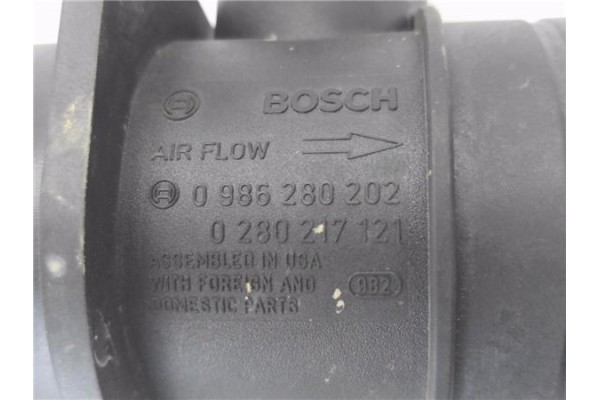 BOSCH
AIR FLOW
0 986 280 202
0 280 217 121
ASSEMBLED IN USA
WITH FOREIGN AND
DOMESTIC PARTS
082